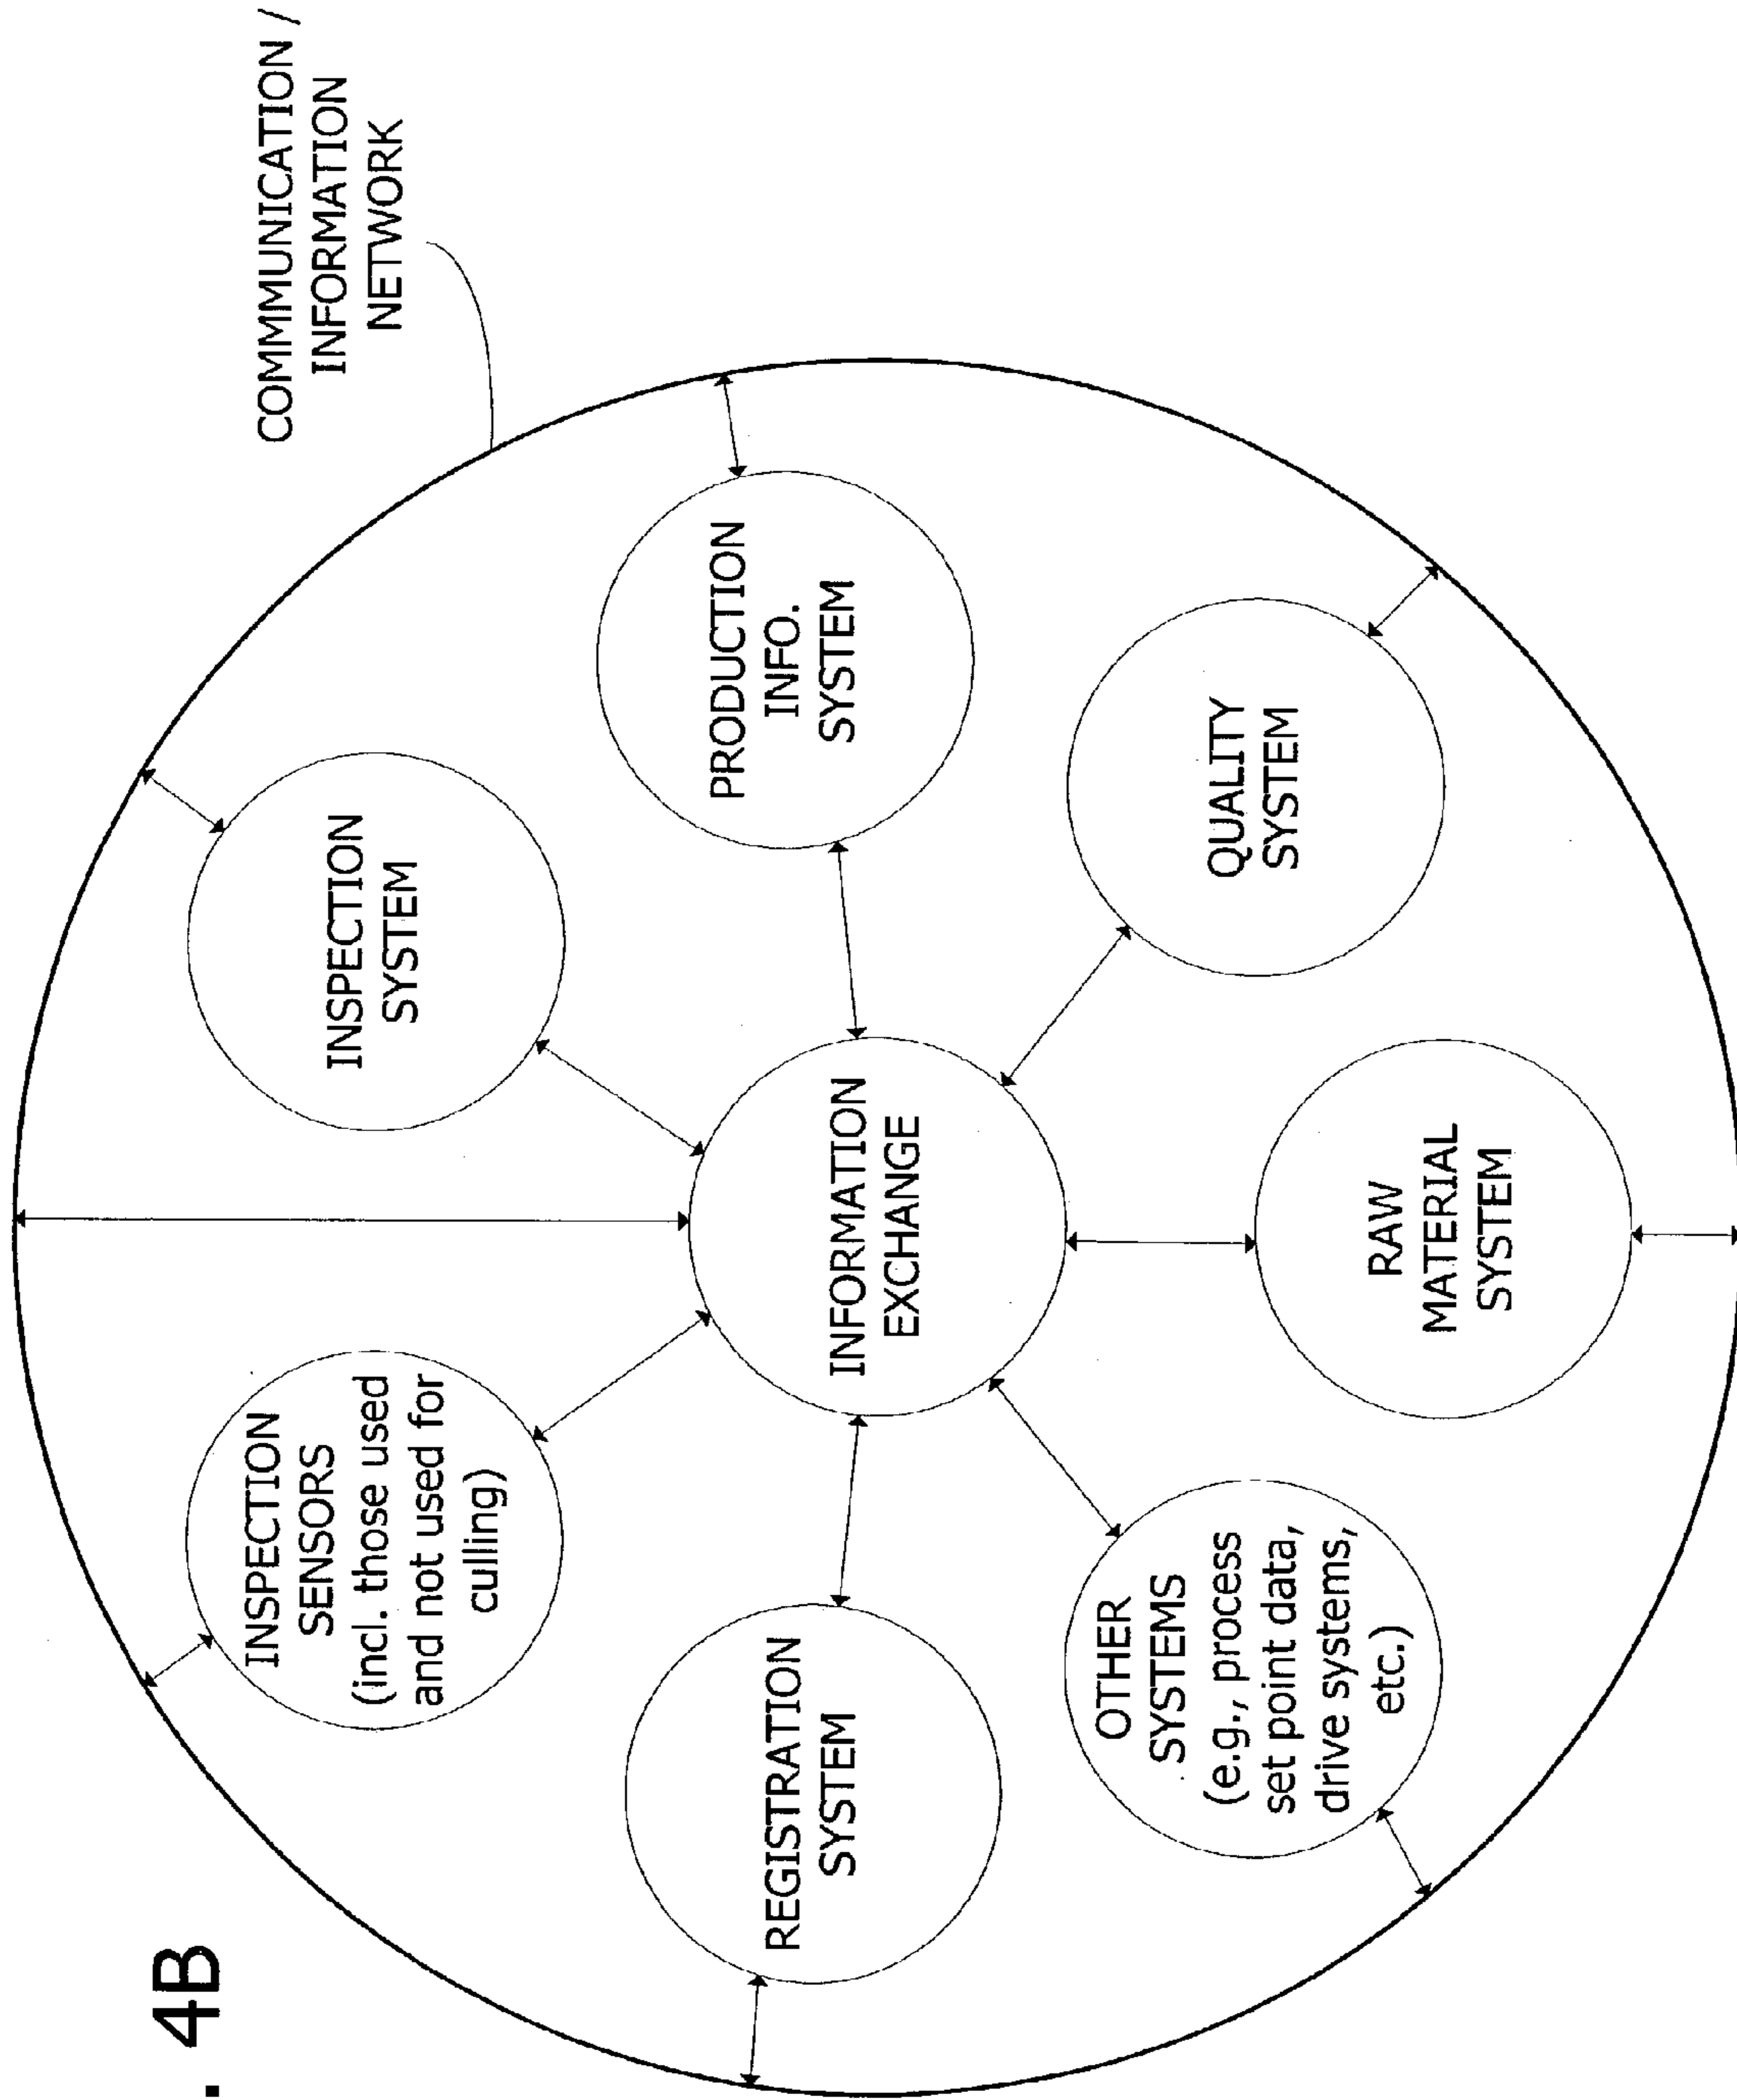 . 4B
COMMUNICATION /
INFORMATION
NETWORK
INSPECTION
SENSORS
(incl. those used
and not used for
culling)
INSPECTION
SYSTEM
REGISTRATION
SYSTEM
INFORMATION
EXCHANGE
PRODUCTION
INFO.
SYSTEM
OTHER
SYSTEMS
(e.g., process
set point data,
drive systems,
etc.)
RAW
MATERIAL
SYSTEM
QUALITY
SYSTEM